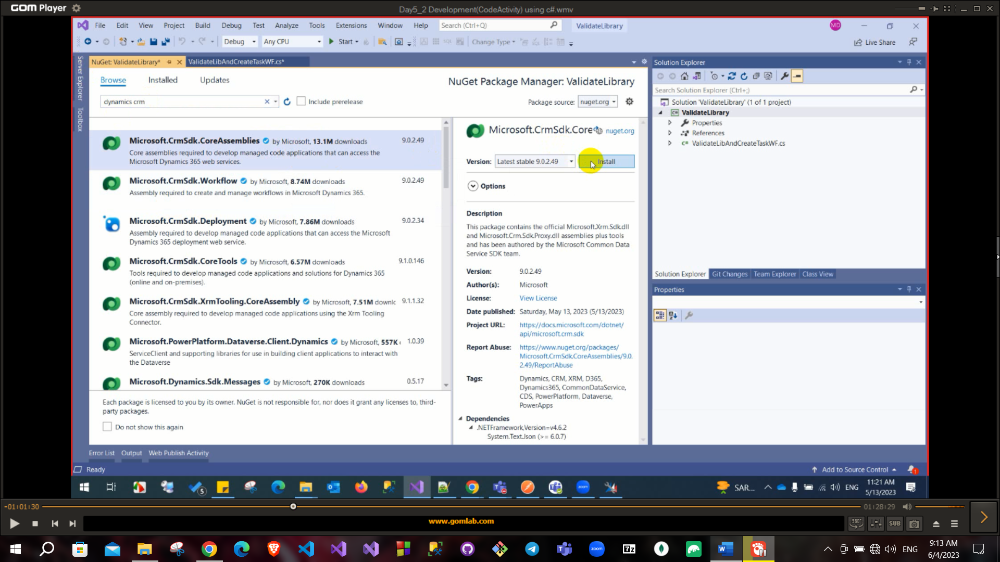 GOM Player
Day5_2 Development(CodeActivity) using c#.wmv
File Edit View Project Build Debug Test Analyze Tools Extensions Window Help Search (Ctrl+Q) ValidateLibrary MD
Debug Any CPU Start Change Type Live Share
Server Explorer
Toolbox
NuGet: ValidateLibrary* ValidateLibAndCreateTaskWF.cs*
Browse Installed Updates
NuGet Package Manager: ValidateLibrary
dynamics crm Include prerelease
Package source: nuget.org
Microsoft.CrmSdk.CoreAssemblies by Microsoft, 13.1M downloads 9.0.2.49
Core assemblies required to develop managed code applications that can access the
Microsoft Dynamics 365 web services.
Microsoft.CrmSdk.Workflow by Microsoft, 8.74M downloads 9.0.2.49
Assembly required to create and manage workflows in Microsoft Dynamics 365.
Microsoft.CrmSdk.Deployment by Microsoft, 7.86M downloads 9.0.2.34
Assembly required to develop managed code applications that can access the Microsoft
Dynamics 365 deployment web service.
Microsoft.CrmSdk.CoreTools by Microsoft, 6.57M downloads 9.1.0.146
Tools required to develop managed code applications and solutions for Dynamics 365
(online and on-premises).
Microsoft.CrmSdk.XrmTooling.CoreAssembly by Microsoft, 7.51M downlc 9.1.1.32
Core assembly required to develop managed code applications using the Xrm Tooling
Connector.
Microsoft.PowerPlatform.Dataverse.Client.Dynamics by Microsoft, 557K 1.0.39
ServiceClient and supporting libraries for use in building client applications to interact with
the Dataverse
Microsoft.Dynamics.Sdk.Messages by Microsoft, 270K downloads 0.5.17
Each package is licensed to you by its owner. NuGet is not responsible for, nor does it grant any licenses to, third-
party packages.
Do not show this again
Microsoft.CrmSdk.Core nuget.org
Version: Latest stable 9.0.2.49 Install
Options
Description
This package contains the official Microsoft.Xrm.Sdk.dll
and Microsoft.Crm.Sdk.Proxy.dll assemblies plus tools
and has been authored by the Microsoft Common Data
Service SDK team.
Version: 9.0.2.49
Author(s): Microsoft
License: View License
Date published: Saturday, May 13, 2023 (5/13/2023)
Project URL: https://docs.microsoft.com/dotnet/
api/microsoft.crm.sdk
Report Abuse: https://www.nuget.org/packages/
Microsoft.CrmSdk.CoreAssemblies/9.0.
2.49/ReportAbuse
Tags: Dynamics, CRM, XRM, D365,
Dynamics365, CommonDataService,
CDS, PowerPlatform, Dataverse,
PowerApps
Dependencies
.NETFramework,Version=v4.6.2
System.Text.Json (>= 6.0.7)
Solution Explorer
Search Solution Explorer (Ctrl+;)
Solution 'ValidateLibrary' (1 of 1 project)
ValidateLibrary
Properties
References
ValidateLibAndCreateTaskWF.cs
Solution Explorer Git Changes Team Explorer Class View
Properties
Error List Output Web Publish Activity
Ready
Add to Source Control 1
5 zoom SAR... ENG 11:21 AM
5/13/2023
-01:01:30 01:28:29
www.gomlab.com
360° SUB
zoom 7z ENG 9:13 AM
6/4/2023